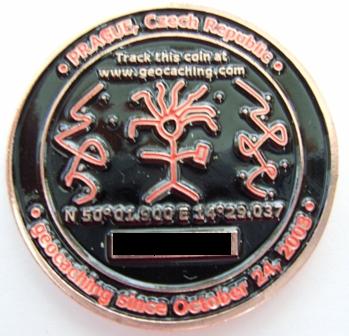 • PRAGUE, Czech Republic •
Track this coin at
www.geocaching.com
N 50°01.900 E 14°29.037
geocaching since October 24, 2003